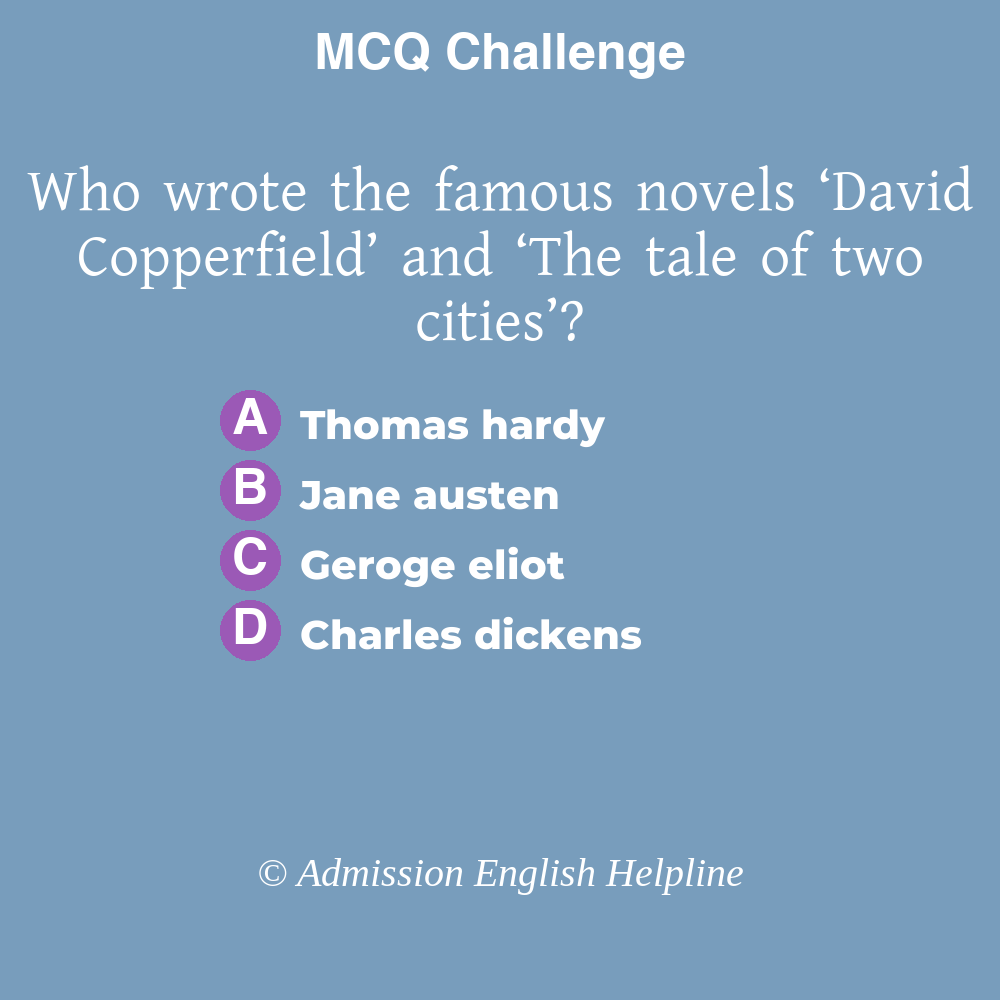 MCQ Challenge
Who wrote the famous novels ‘David
Copperfield’ and ‘The tale of two
cities’?
A Thomas hardy
B Jane austen
C Geroge eliot
D Charles dickens
© Admission English Helpline